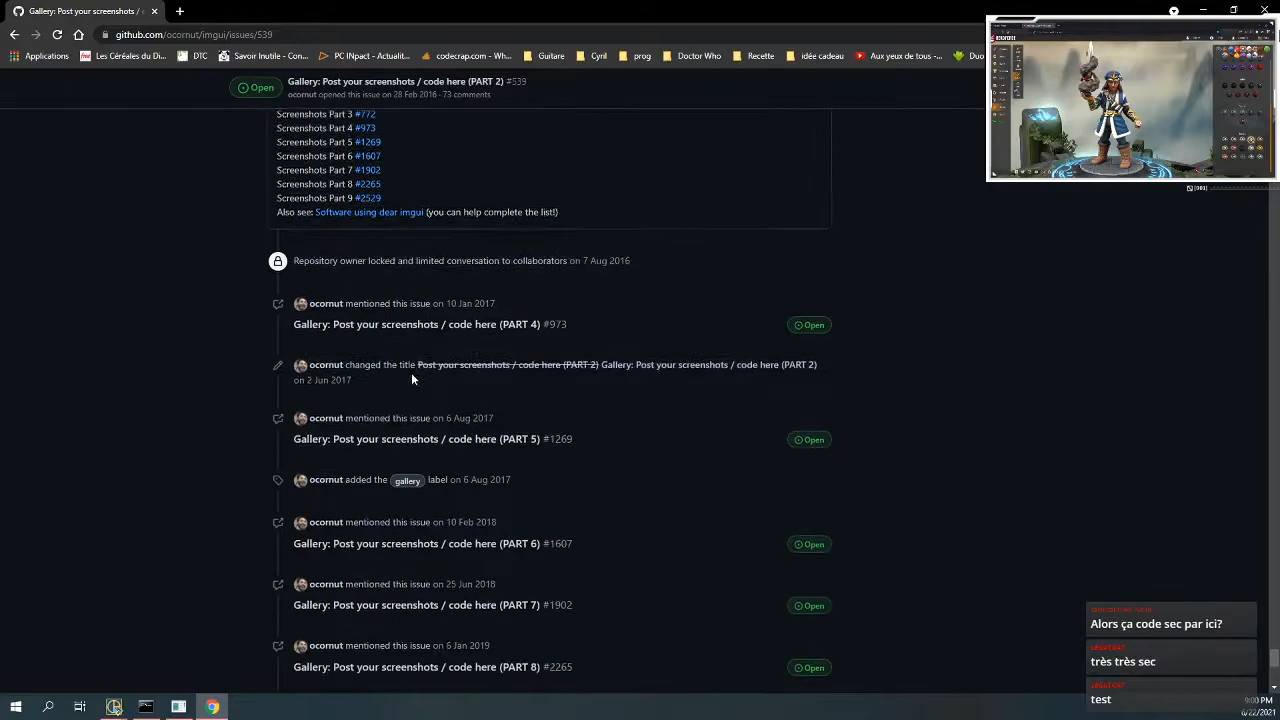 Gallery: Post your screenshots / c
github.com/ocornut/imgui/issues/539
Applications
Savoir Inutile
DTC
PC INpact - Actualit...
codecrap.com - Whe...
Cyril
prog
Doctor Who
Recette
Idée Cadeau
Aux yeux de tous -...
Duo
Open
Gallery: Post your screenshots / code here (PART 2) #539
ocornut opened this issue on 28 Feb 2016 · 73 comments
Screenshots Part 3 #772
Screenshots Part 4 #973
Screenshots Part 5 #1269
Screenshots Part 6 #1607
Screenshots Part 7 #1902
Screenshots Part 8 #2265
Screenshots Part 9 #2529
Also see: Software using dear imgui (you can help complete the list!)
[001]
Repository owner locked and limited conversation to collaborators on 7 Aug 2016
ocornut mentioned this issue on 10 Jan 2017
Gallery: Post your screenshots / code here (PART 4) #973
Open
ocornut changed the title Post your screenshots / code here (PART 2) Gallery: Post your screenshots / code here (PART 2)
on 2 Jun 2017
ocornut mentioned this issue on 6 Aug 2017
Gallery: Post your screenshots / code here (PART 5) #1269
Open
ocornut added the gallery label on 6 Aug 2017
ocornut mentioned this issue on 10 Feb 2018
Gallery: Post your screenshots / code here (PART 6) #1607
Open
ocornut mentioned this issue on 25 Jun 2018
Gallery: Post your screenshots / code here (PART 7) #1902
Open
ocornut mentioned this issue on 6 Jan 2019
Gallery: Post your screenshots / code here (PART 8) #2265
Open
Alors ça code sec par ici?
très très sec
test
9:00 PM
6/22/2021